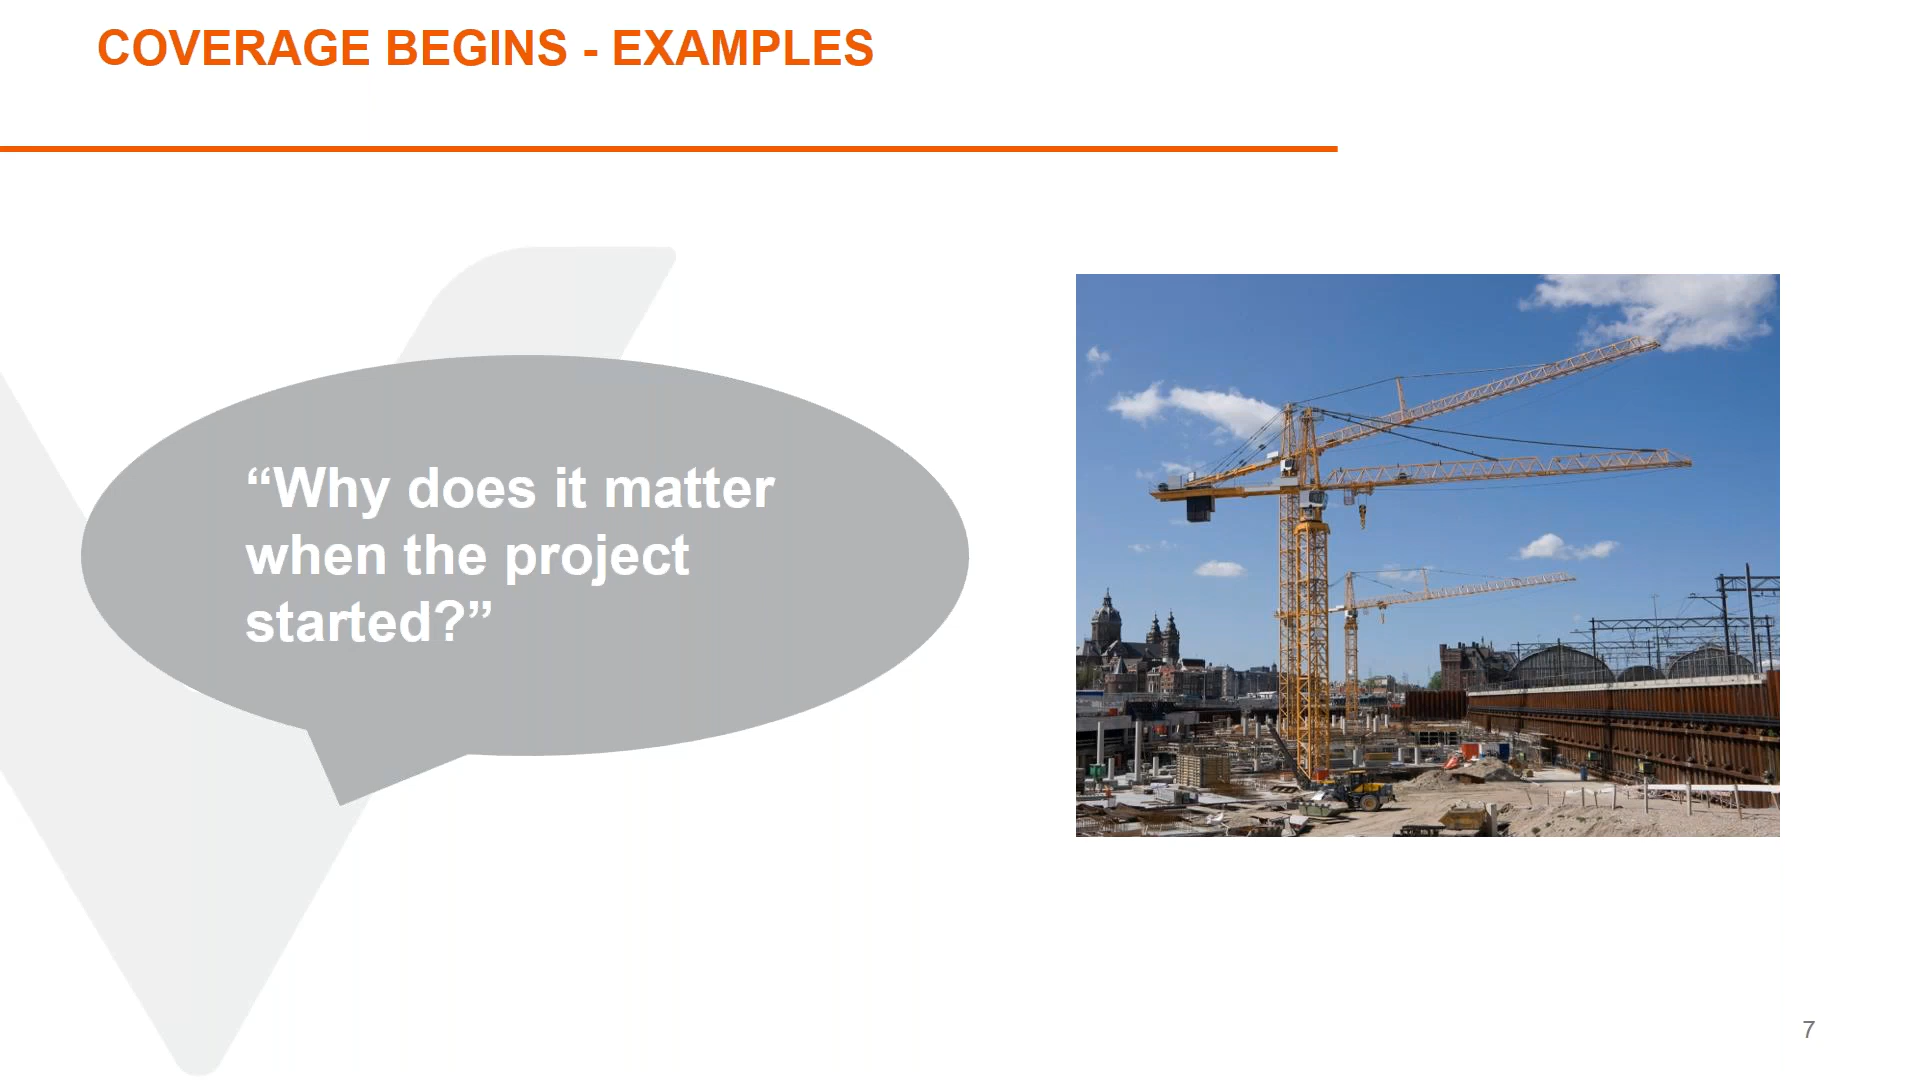 COVERAGE BEGINS - EXAMPLES
“Why does it matter
when the project
started?”
7